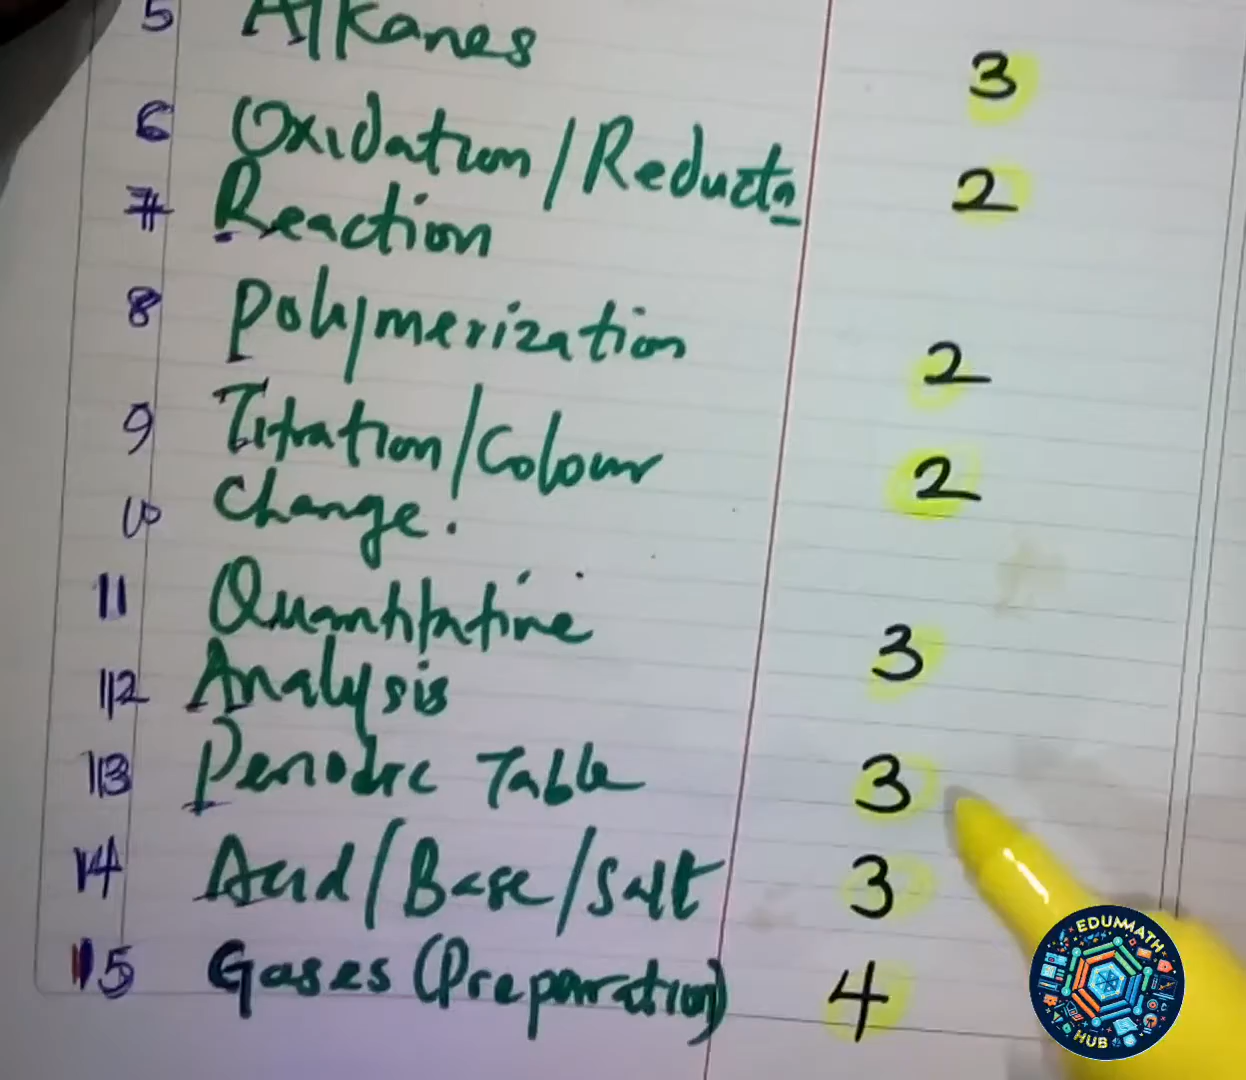 5 Alkanes 3
6 Oxidation/Reductn 2
7 Reaction
8 Polymerization 2
9 Titration/Colour 2
10 Change.
11 Quantitative 3
12 Analysis
13 Periodic Table 3
14 Acid/Base/Salt 3
15 Gases (Preparation) 4
EDUMMATH
HUB